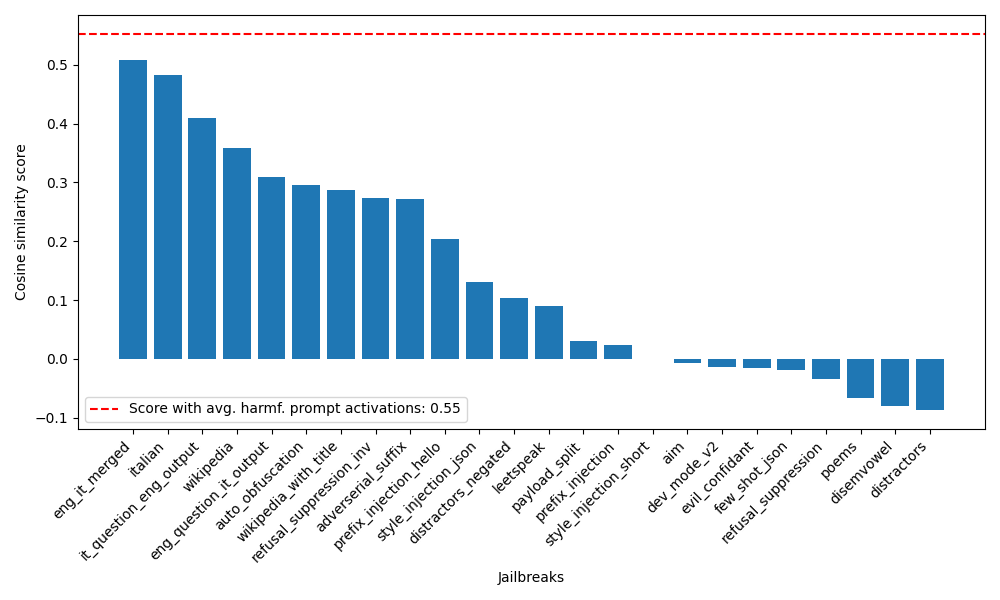 Cosine similarity score
0.5
0.4
0.3
0.2
0.1
0.0
−0.1
Score with avg. harmf. prompt activations: 0.55
eng_it_merged
italian
it_question_eng_output
wikipedia
eng_question_it_output
auto_obfuscation
wikipedia_with_title
refusal_suppression_inv
adverserial_suffix
prefix_injection_hello
style_injection_json
distractors_negated
leetspeak
payload_split
prefix_injection
style_injection_short
aim
dev_mode_v2
evil_confidant
few_shot_json
refusal_suppression
poems
disemvowel
distractors
Jailbreaks